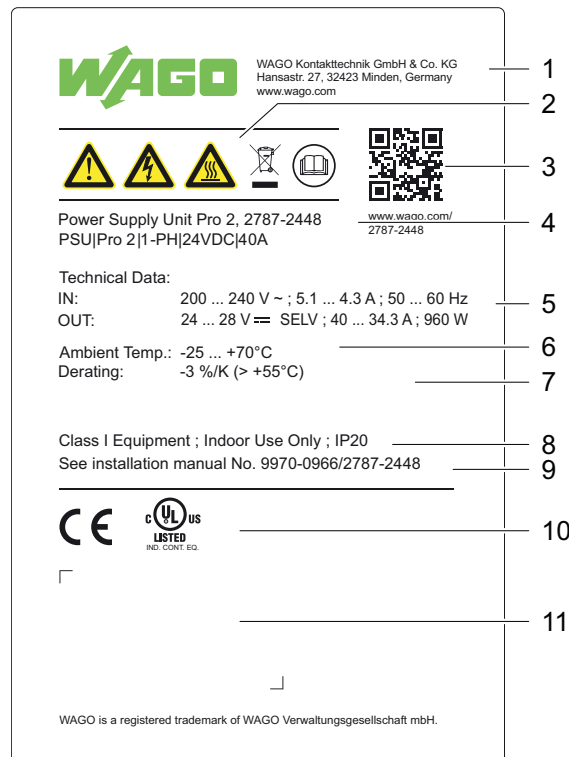 WAGO
WAGO Kontakttechnik GmbH & Co. KG
Hansastr. 27, 32423 Minden, Germany
www.wago.com
1
2
3
www.wago.com/
2787-2448
Power Supply Unit Pro 2, 2787-2448
PSU|Pro 2|1-PH|24VDC|40A
4
Technical Data:
IN: 200 ... 240 V ~ ; 5.1 ... 4.3 A ; 50 ... 60 Hz
5
OUT: 24 ... 28 V ⎓ SELV ; 40 ... 34.3 A ; 960 W
Ambient Temp.: -25 ... +70°C
6
Derating: -3 %/K (> +55°C)
7
Class I Equipment ; Indoor Use Only ; IP20
8
See installation manual No. 9970-0966/2787-2448
9
CE
C UL US
LISTED
IND. CONT. EQ.
10
11
WAGO is a registered trademark of WAGO Verwaltungsgesellschaft mbH.